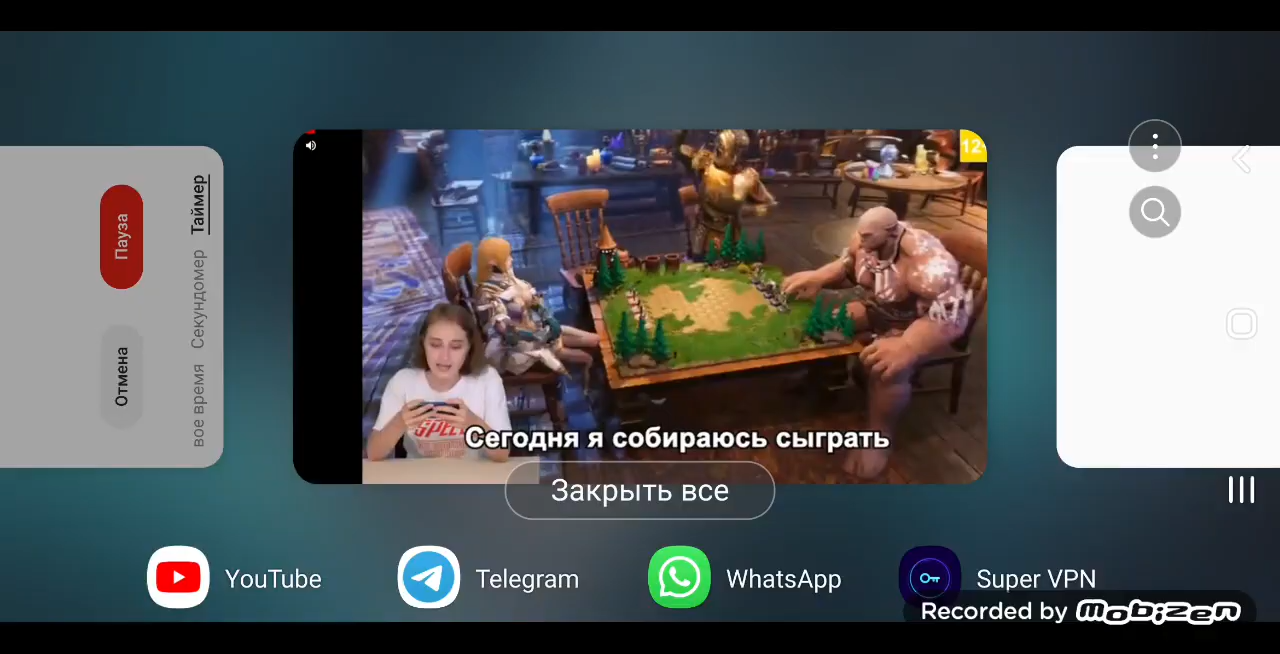 Пауза
Отмена
Таймер
Секундомер
вое время
12+
SPEE
Сегодня я собираюсь сыграть
Закрыть все
YouTube
Telegram
WhatsApp
Super VPN
Recorded by mobizen